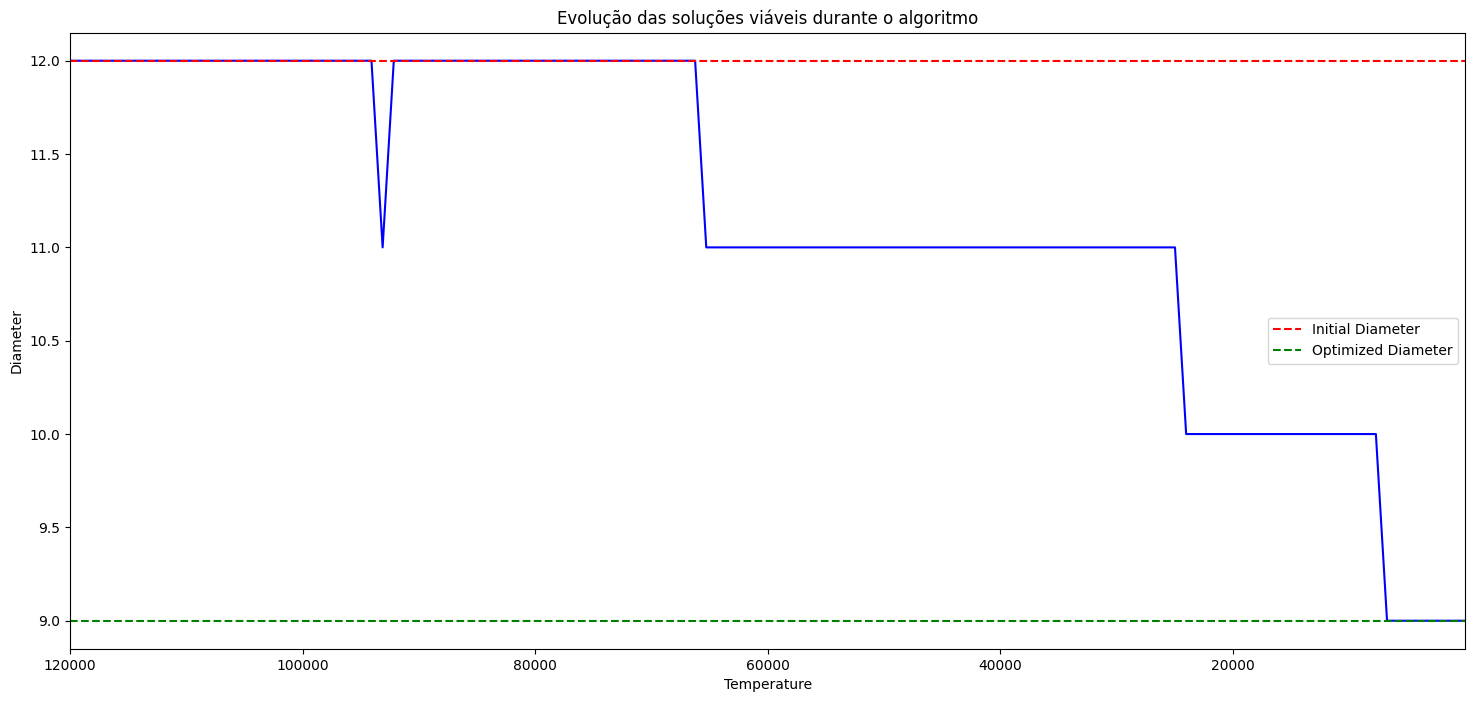 Evolução das soluções viáveis durante o algoritmo
12.0
11.5
11.0
10.5
10.0
9.5
9.0
Diameter
Initial Diameter
Optimized Diameter
120000 100000 80000 60000 40000 20000
Temperature